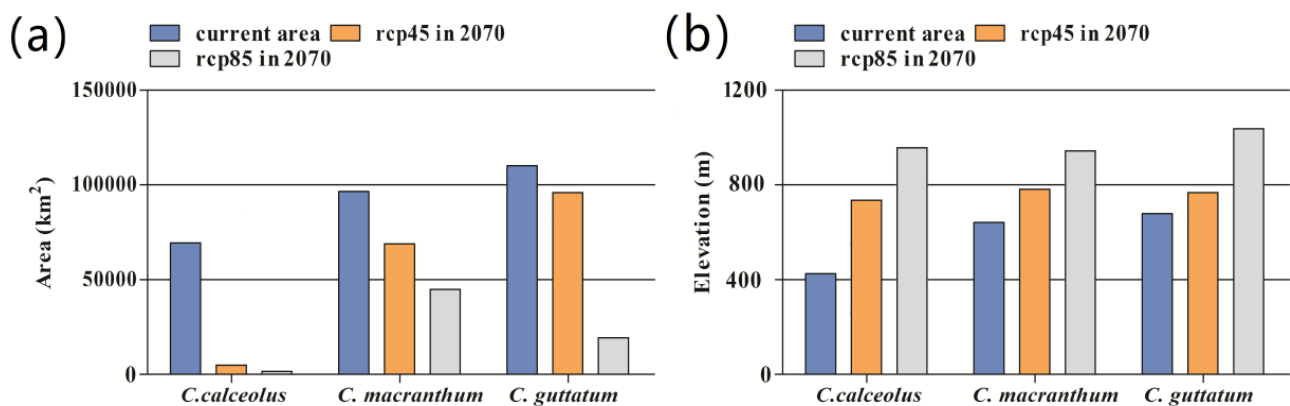 (a)
current area rcp45 in 2070
rcp85 in 2070
150000
100000
50000
0
Area (km²)
C.calceolus C. macranthum C. guttatum
(b)
current area rcp45 in 2070
rcp85 in 2070
1200
800
400
0
Elevation (m)
C.calceolus C. macranthum C. guttatum